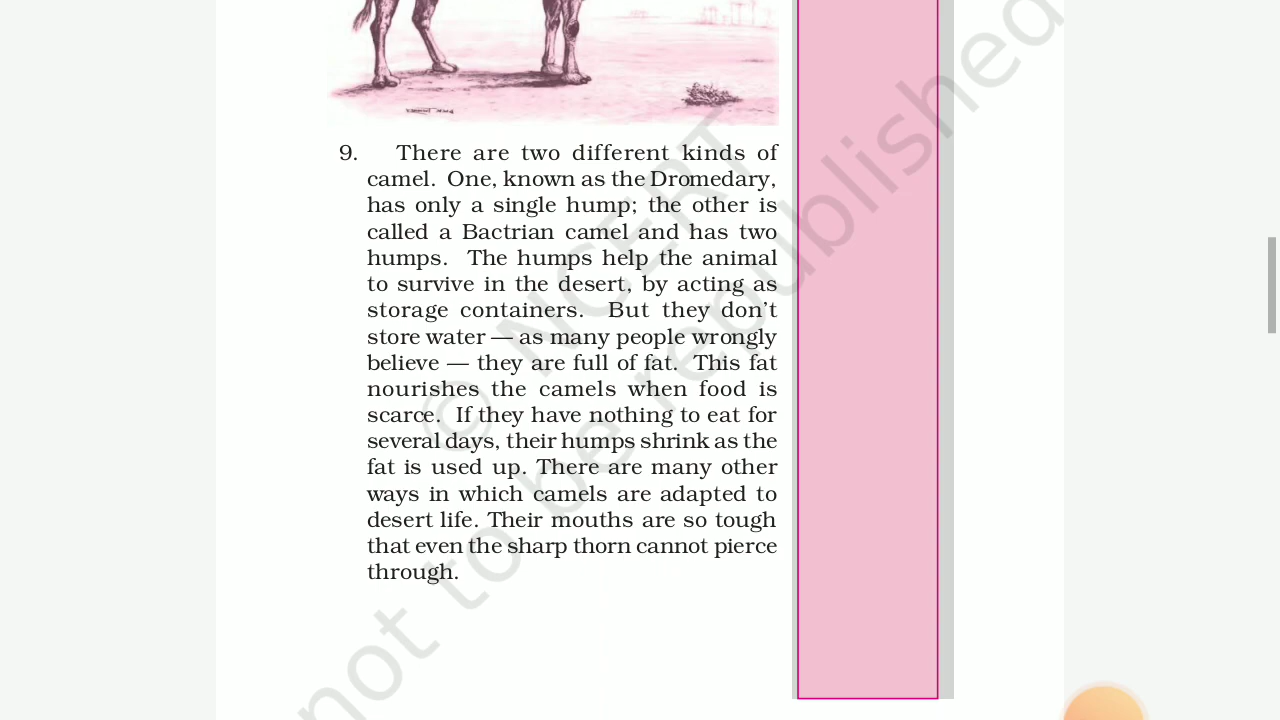 9. There are two different kinds of
camel. One, known as the Dromedary,
has only a single hump; the other is
called a Bactrian camel and has two
humps. The humps help the animal
to survive in the desert, by acting as
storage containers. But they don't
store water — as many people wrongly
believe — they are full of fat. This fat
nourishes the camels when food is
scarce. If they have nothing to eat for
several days, their humps shrink as the
fat is used up. There are many other
ways in which camels are adapted to
desert life. Their mouths are so tough
that even the sharp thorn cannot pierce
through.
© NCERT
not to be republished